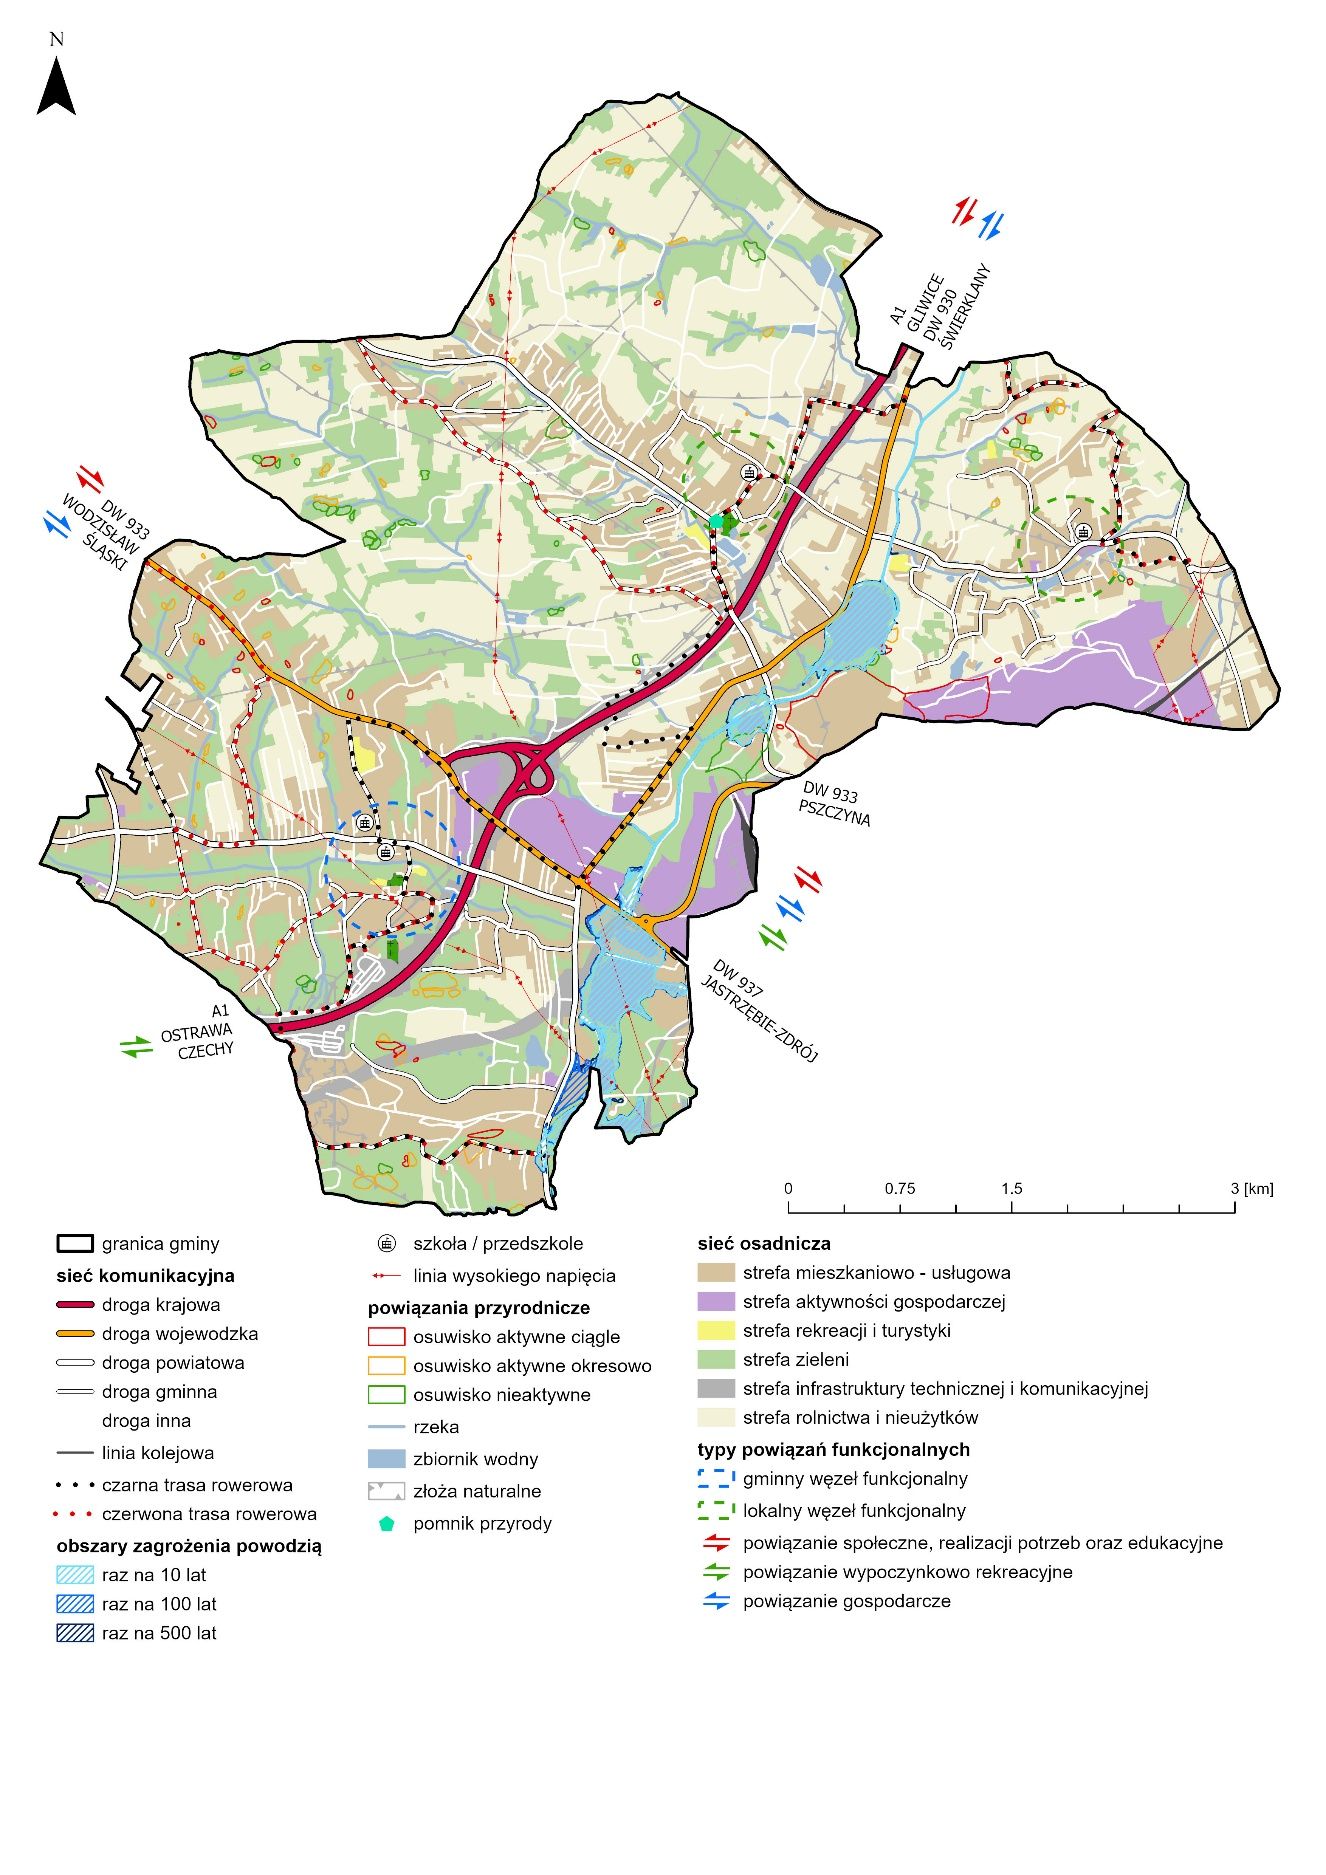 N
A1
GLIWICE
DW 930
ŚWIERKLANY
DW 933
WODZISŁAW
ŚLĄSKI
DW 933
PSZCZYNA
DW 937
JASTRZĘBIE-ZDRÓJ
A1
OSTRAWA
CZECHY
0 0.75 1.5 3 [km]
granica gminy
sieć komunikacyjna
droga krajowa
droga wojewodzka
droga powiatowa
droga gminna
droga inna
linia kolejowa
czarna trasa rowerowa
czerwona trasa rowerowa
obszary zagrożenia powodzią
raz na 10 lat
raz na 100 lat
raz na 500 lat
szkoła / przedszkole
linia wysokiego napięcia
powiązania przyrodnicze
osuwisko aktywne ciągle
osuwisko aktywne okresowo
osuwisko nieaktywne
rzeka
zbiornik wodny
złoża naturalne
pomnik przyrody
sieć osadnicza
strefa mieszkaniowo - usługowa
strefa aktywności gospodarczej
strefa rekreacji i turystyki
strefa zieleni
strefa infrastruktury technicznej i komunikacyjnej
strefa rolnictwa i nieużytków
typy powiązań funkcjonalnych
gminny węzeł funkcjonalny
lokalny węzeł funkcjonalny
powiązanie społeczne, realizacji potrzeb oraz edukacyjne
powiązanie wypoczynkowo rekreacyjne
powiązanie gospodarcze